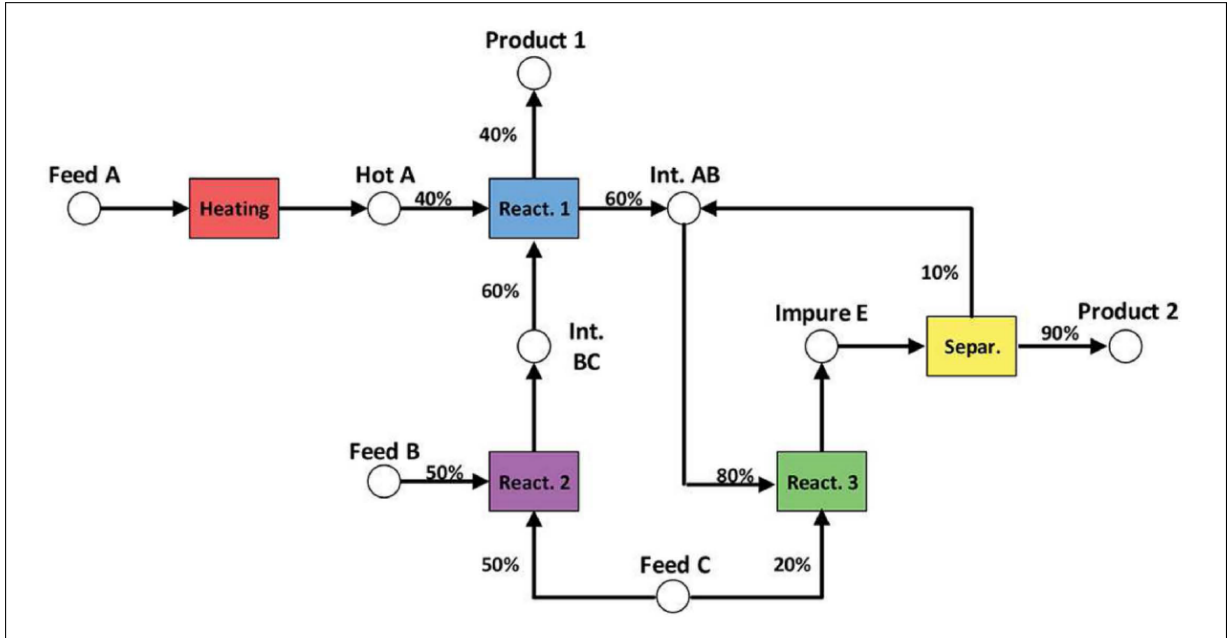 Product 1
40%
Feed A
Heating
Hot A
40%
React. 1
60%
Int. AB
60%
Int.
BC
10%
Impure E
Separ.
90%
Product 2
Feed B
50%
React. 2
80%
React. 3
50%
Feed C
20%